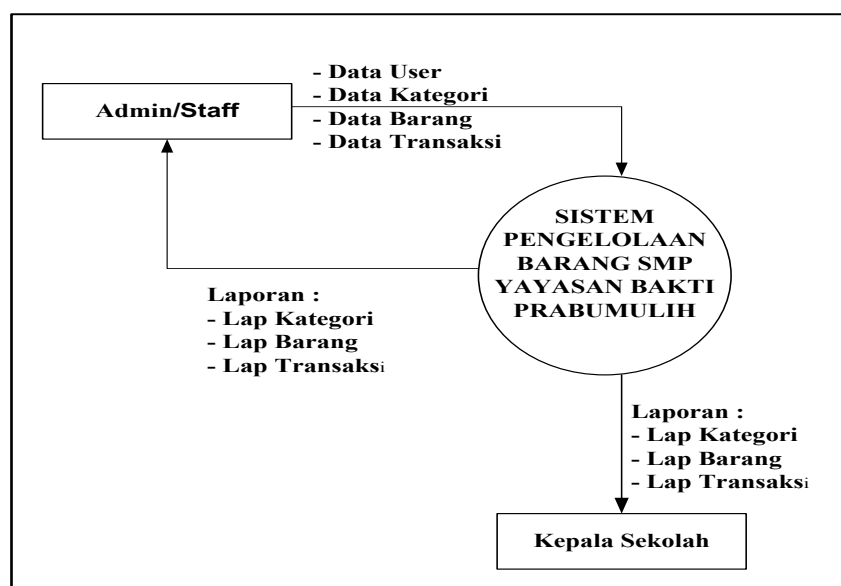 Admin/Staff
- Data User
- Data Kategori
- Data Barang
- Data Transaksi
SISTEM
PENGELOLAAN
BARANG SMP
YAYASAN BAKTI
PRABUMULIH
Laporan :
- Lap Kategori
- Lap Barang
- Lap Transaksi
Laporan :
- Lap Kategori
- Lap Barang
- Lap Transaksi
Kepala Sekolah